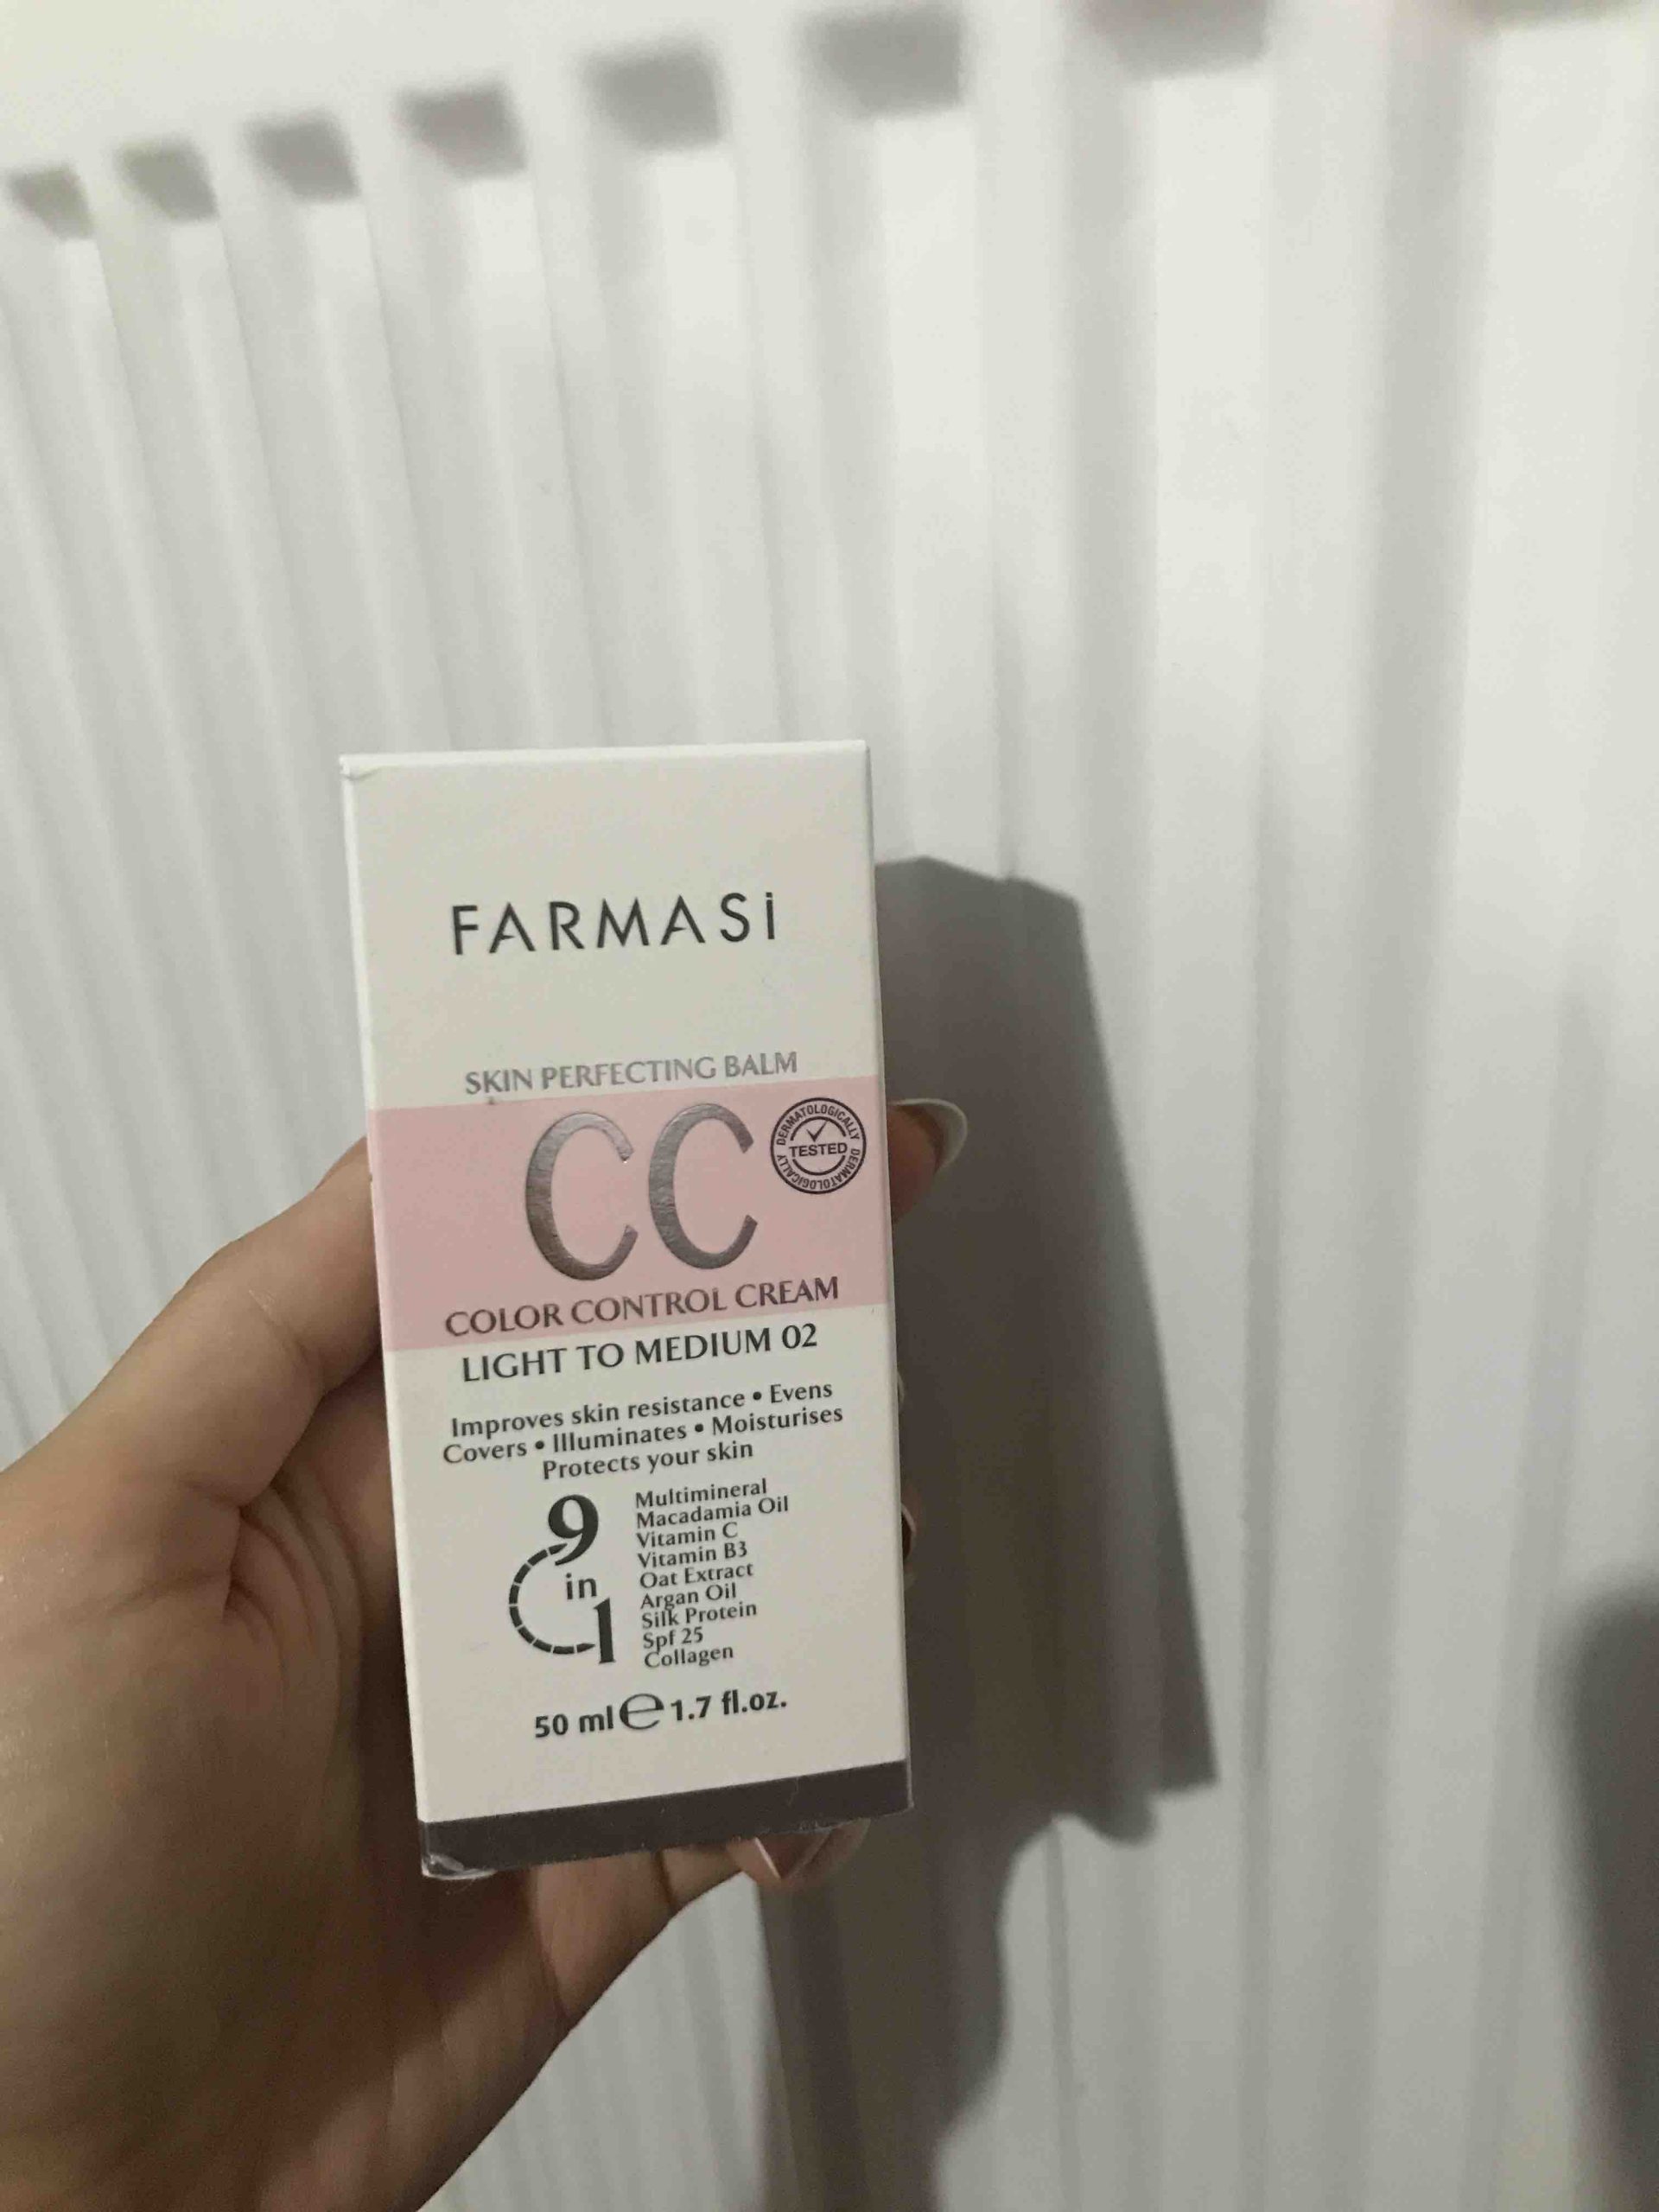 FARMASi
SKIN PERFECTING BALM
CC
DERMATOLOGICALLY
TESTED
DERMATOLOGICALLY
COLOR CONTROL CREAM
LIGHT TO MEDIUM 02
Improves skin resistance • Evens
Covers • Illuminates • Moisturises
Protects your skin
9 in 1
Multimineral
Macadamia Oil
Vitamin C
Vitamin B3
Oat Extract
Argan Oil
Silk Protein
Spf 25
Collagen
50 ml e 1.7 fl.oz.